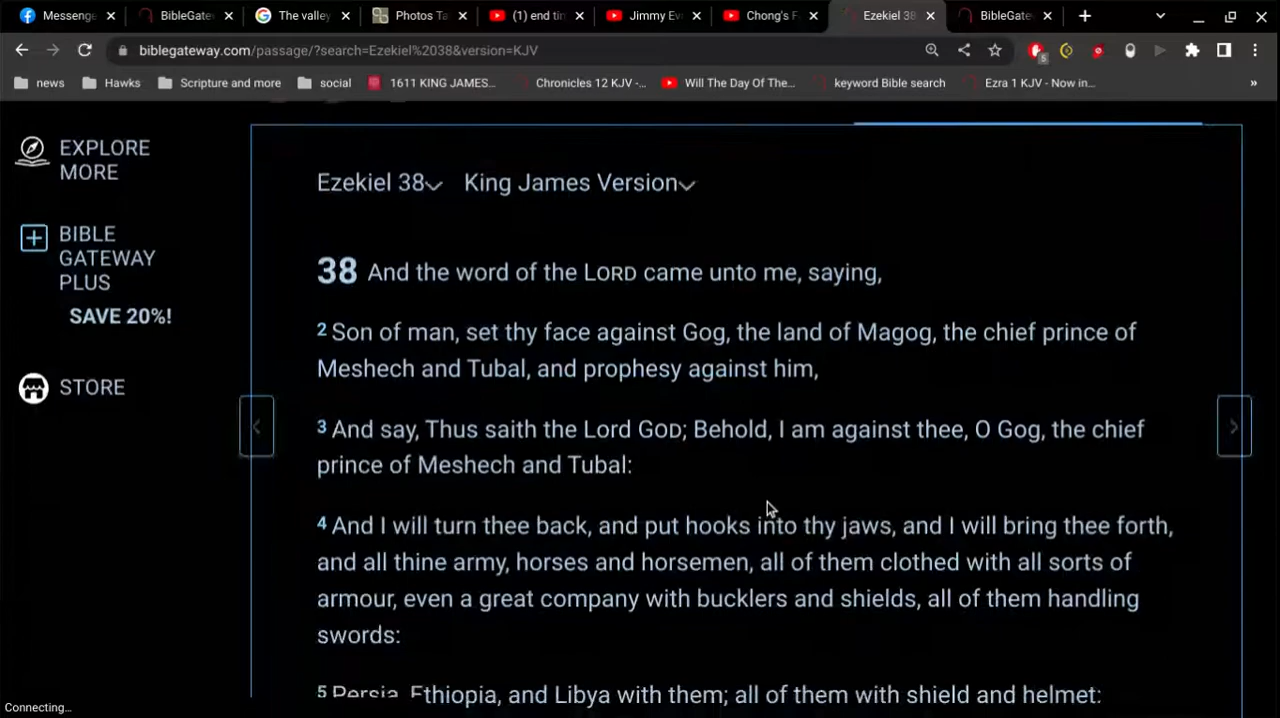 Messenge
BibleGatew
The valley
Photos Ta
(1) end tin
Jimmy Eva
Chong's F
Ezekiel 38
BibleGate
biblegateway.com/passage/?search=Ezekiel%2038&version=KJV
5
news
Hawks
Scripture and more
social
1611 KING JAMES...
Chronicles 12 KJV -...
Will The Day Of The...
keyword Bible search
Ezra 1 KJV - Now in...
»
EXPLORE
MORE
BIBLE
GATEWAY
PLUS
SAVE 20%!
STORE
Ezekiel 38 King James Version
38 And the word of the LORD came unto me, saying,
2 Son of man, set thy face against Gog, the land of Magog, the chief prince of
Meshech and Tubal, and prophesy against him,
3 And say, Thus saith the Lord GOD; Behold, I am against thee, O Gog, the chief
prince of Meshech and Tubal:
4 And I will turn thee back, and put hooks into thy jaws, and I will bring thee forth,
and all thine army, horses and horsemen, all of them clothed with all sorts of
armour, even a great company with bucklers and shields, all of them handling
swords:
5 Persia, Ethiopia, and Libya with them; all of them with shield and helmet:
Connecting...